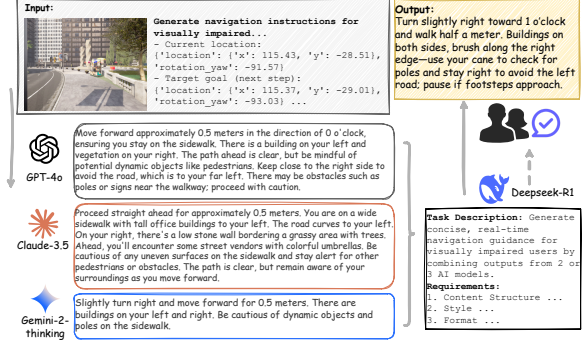 Input:
Generate navigation instructions for
visually impaired...
- Current location:
{'location': {'x': 115.43, 'y': -28.51},
'rotation_yaw': -91.57}
- Target goal (next step):
{'location': {'x': 115.37, 'y': -29.01},
'rotation_yaw': -93.03} ...
Output:
Turn slightly right toward 1 o'clock
and walk half a meter. Buildings on
both sides, brush along the right
edge—use your cane to check for
poles and stay right to avoid the left
road; pause if footsteps approach.
GPT-4o
Move forward approximately 0.5 meters in the direction of 0 o'clock,
ensuring you stay on the sidewalk. There is a building on your left and
vegetation on your right. The path ahead is clear, but be mindful of
potential dynamic objects like pedestrians. Keep close to the right side to
avoid the road, which is to your far left. There may be obstacles such as
poles or signs near the walkway; proceed with caution.
Claude-3.5
Proceed straight ahead for approximately 0.5 meters. You are on a wide
sidewalk with tall office buildings to your left. The road curves to your left.
On your right, there's a low stone wall bordering a grassy area with trees.
Ahead, you'll encounter some street vendors with colorful umbrellas. Be
cautious of any uneven surfaces on the sidewalk and stay alert for other
pedestrians or obstacles. The path is clear, but remain aware of your
surroundings as you move forward.
Gemini-2-
thinking
Slightly turn right and move forward for 0.5 meters. There are
buildings on your left and right. Be cautious of dynamic objects and
poles on the sidewalk.
Deepseek-R1
Task Description: Generate
concise, real-time
navigation guidance for
visually impaired users by
combining outputs from 2 or
3 AI models.
Requirements:
1. Content Structure ...
2. Style ...
3. Format ...